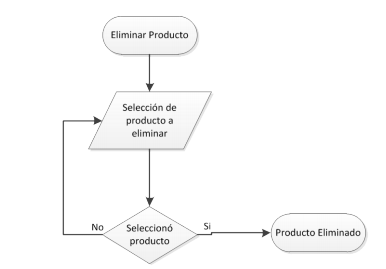 Eliminar Producto
Selección de
producto a
eliminar
No
Seleccionó
producto
Si
Producto Eliminado